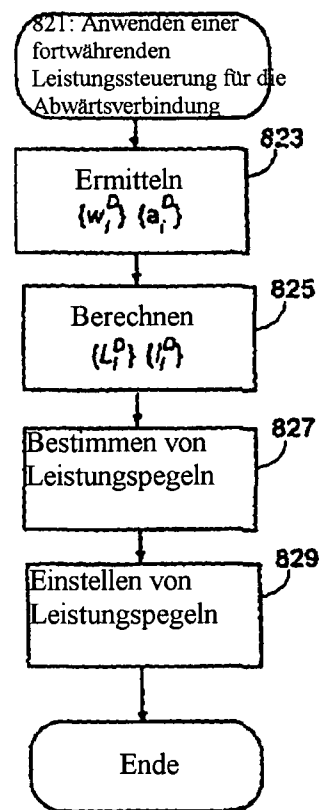 821: Anwenden einer
fortwährenden
Leistungssteuerung für die
Abwärtsverbindung
823
Ermitteln
{w_i^D} {a_i^D}
825
Berechnen
{L_i^D} {l_i^D}
827
Bestimmen von
Leistungspegeln
829
Einstellen von
Leistungspegeln
Ende